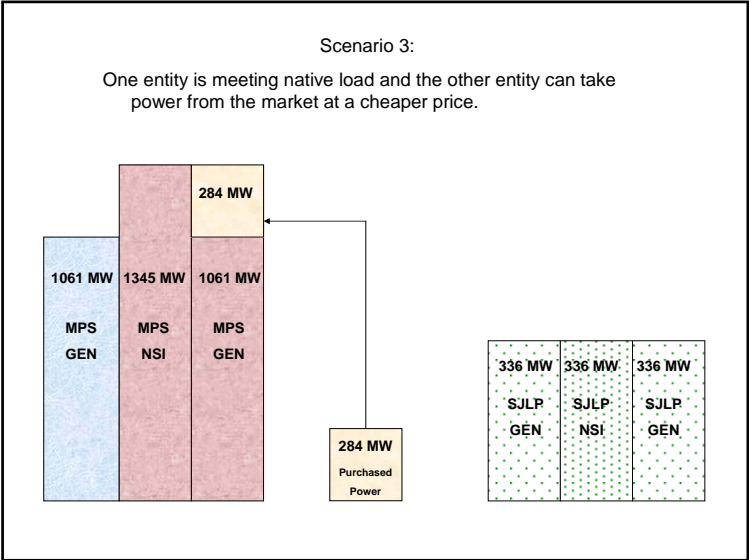 Scenario 3:
One entity is meeting native load and the other entity can take
power from the market at a cheaper price.
284 MW
1061 MW
MPS
GEN
1345 MW
MPS
NSI
1061 MW
MPS
GEN
284 MW
Purchased
Power
336 MW
SJLP
GEN
336 MW
SJLP
NSI
336 MW
SJLP
GEN